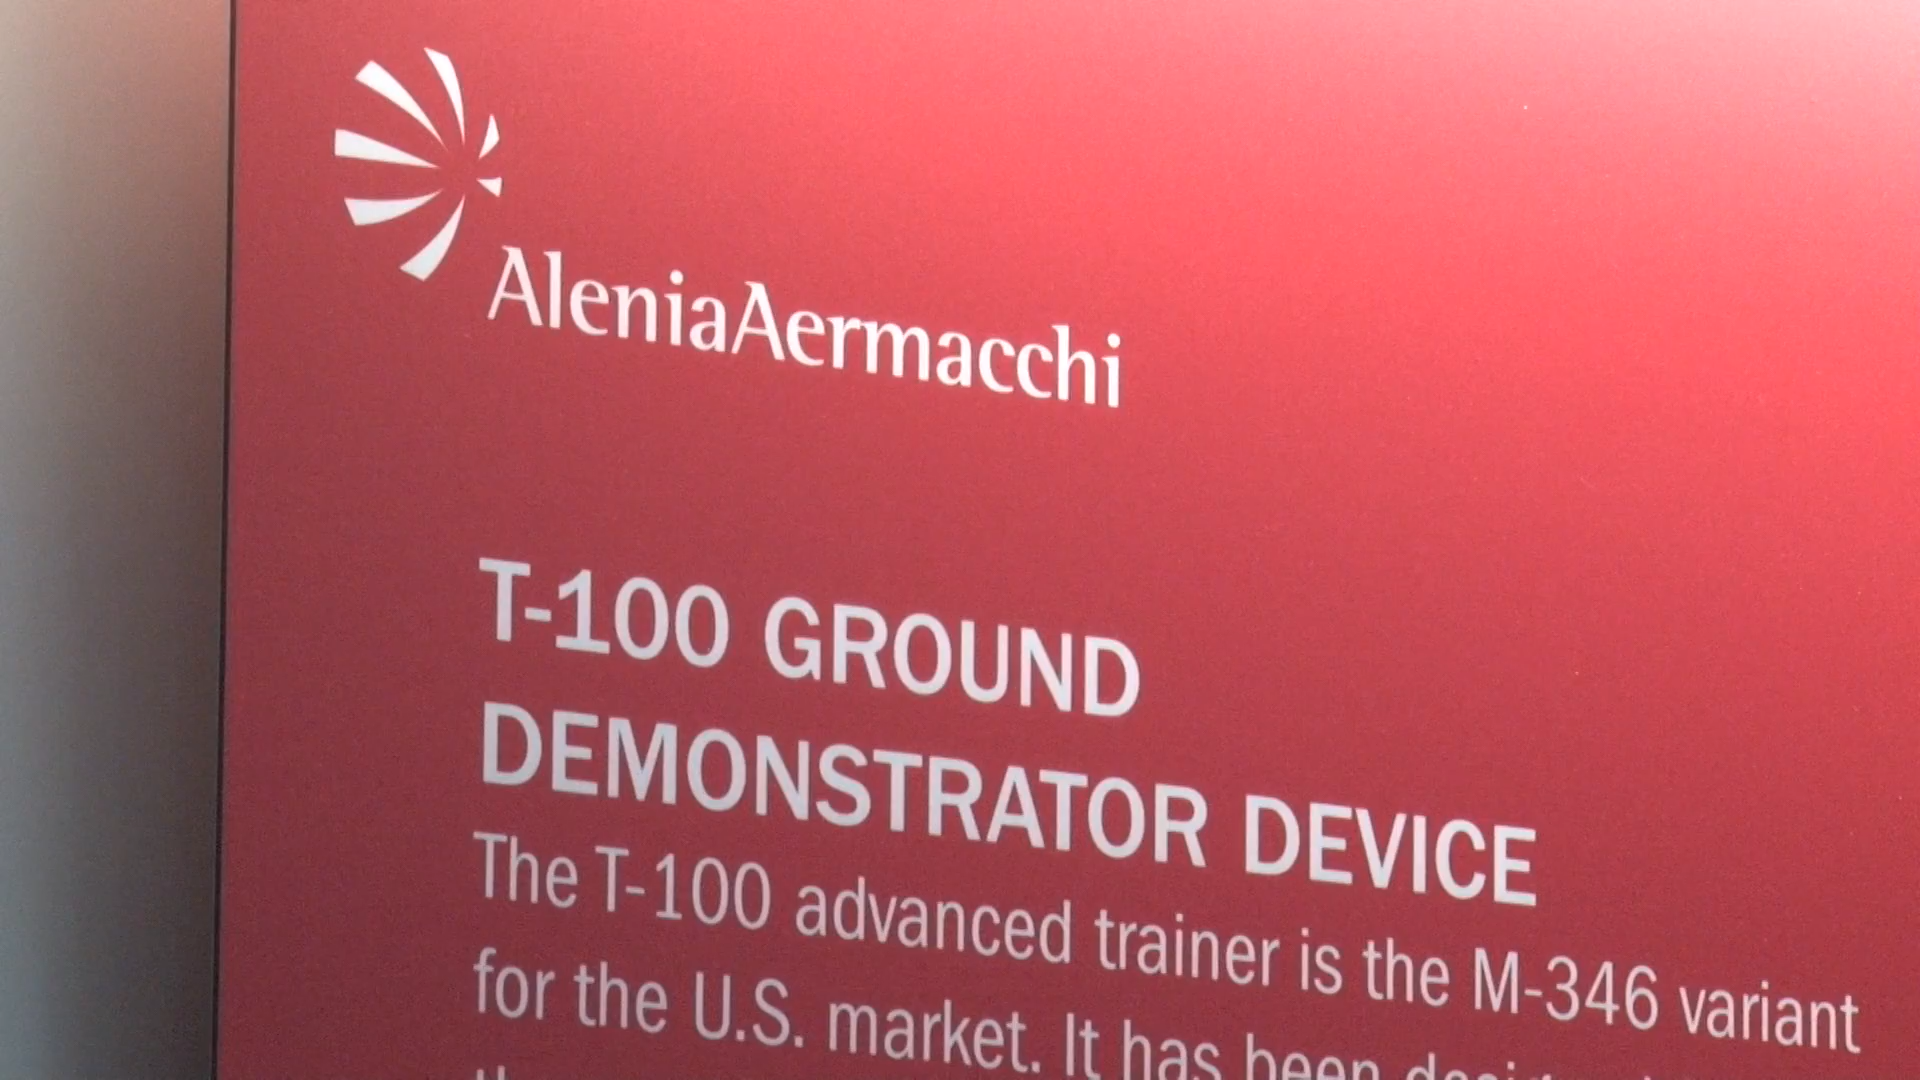 AleniaAermacchi
T-100 GROUND
DEMONSTRATOR DEVICE
The T-100 advanced trainer is the M-346 variant
for the U.S. market. It has been